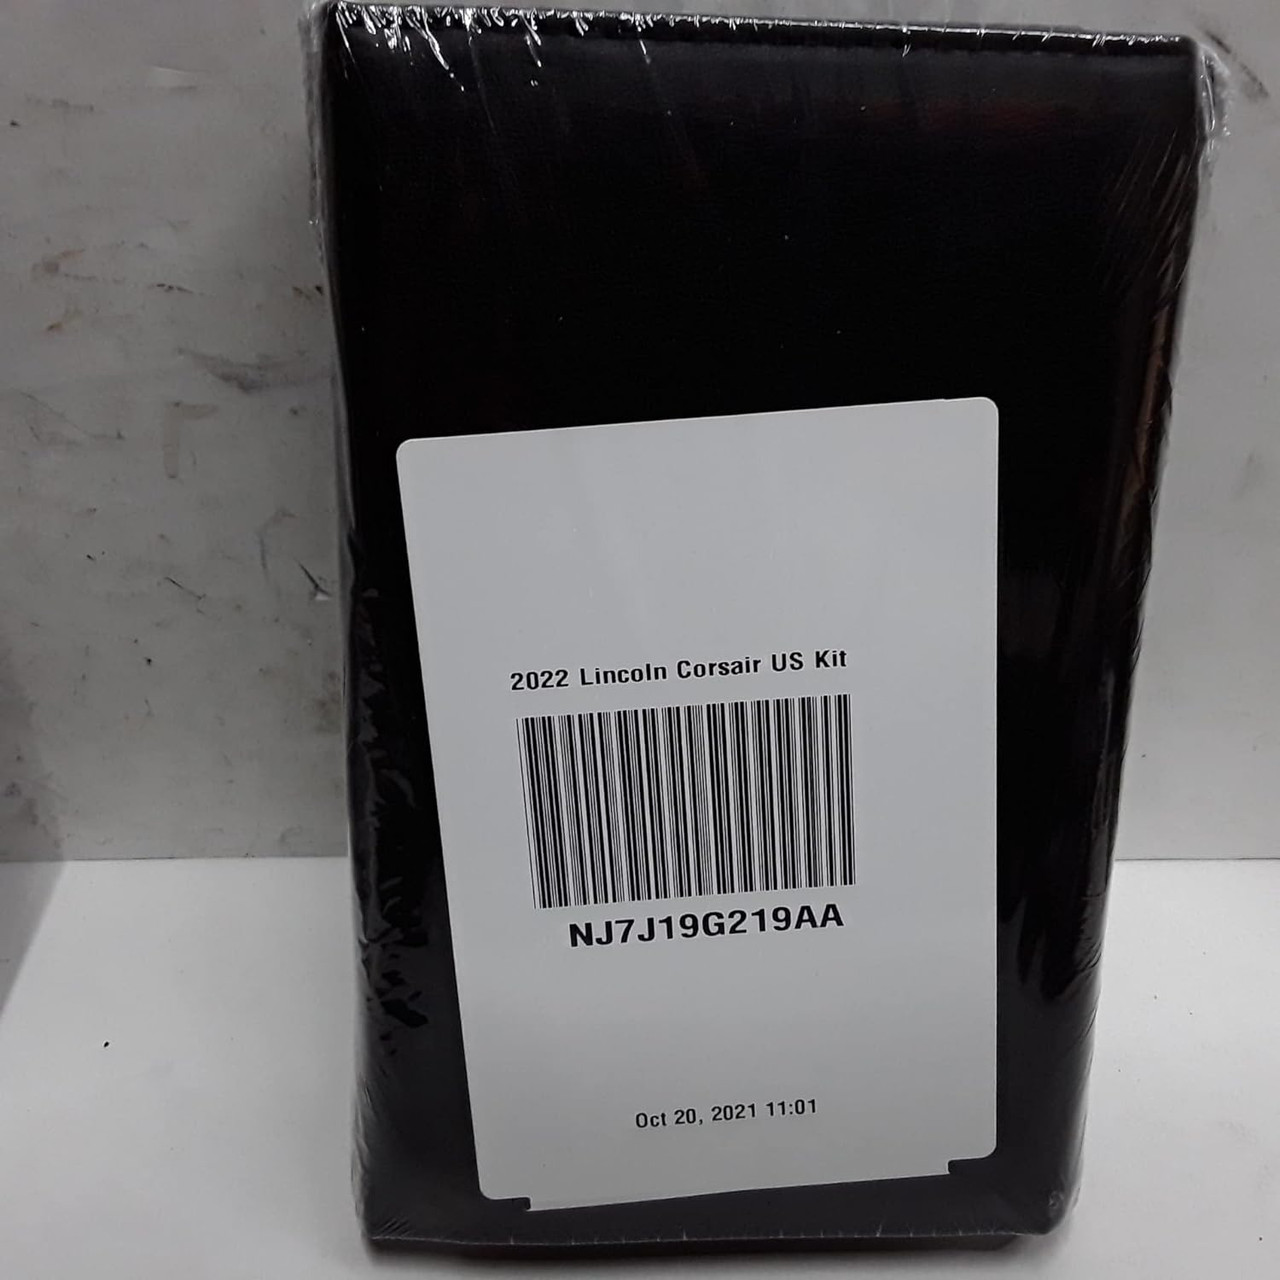 2022 Lincoln Corsair US Kit
NJ7J19G219AA
Oct 20, 2021 11:01